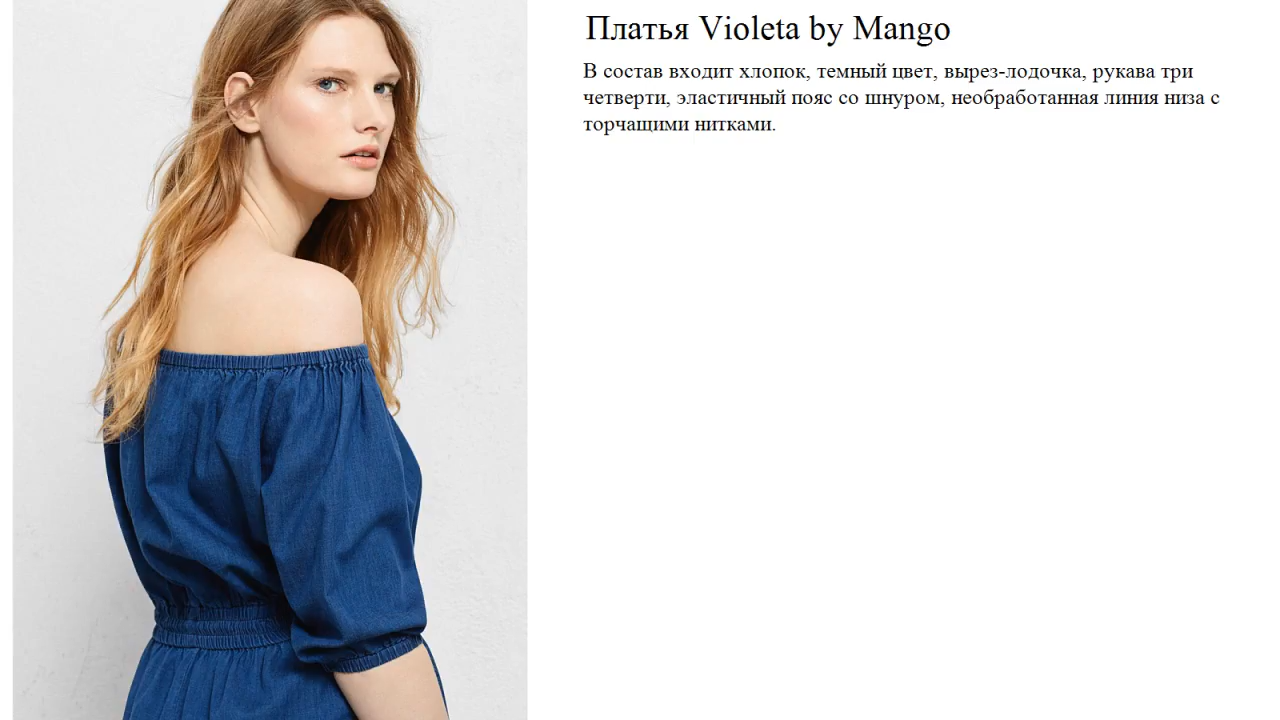 Платья Violeta by Mango
В состав входит хлопок, темный цвет, вырез-лодочка, рукава три
четверти, эластичный пояс со шнуром, необработанная линия низа с
торчащими нитками.